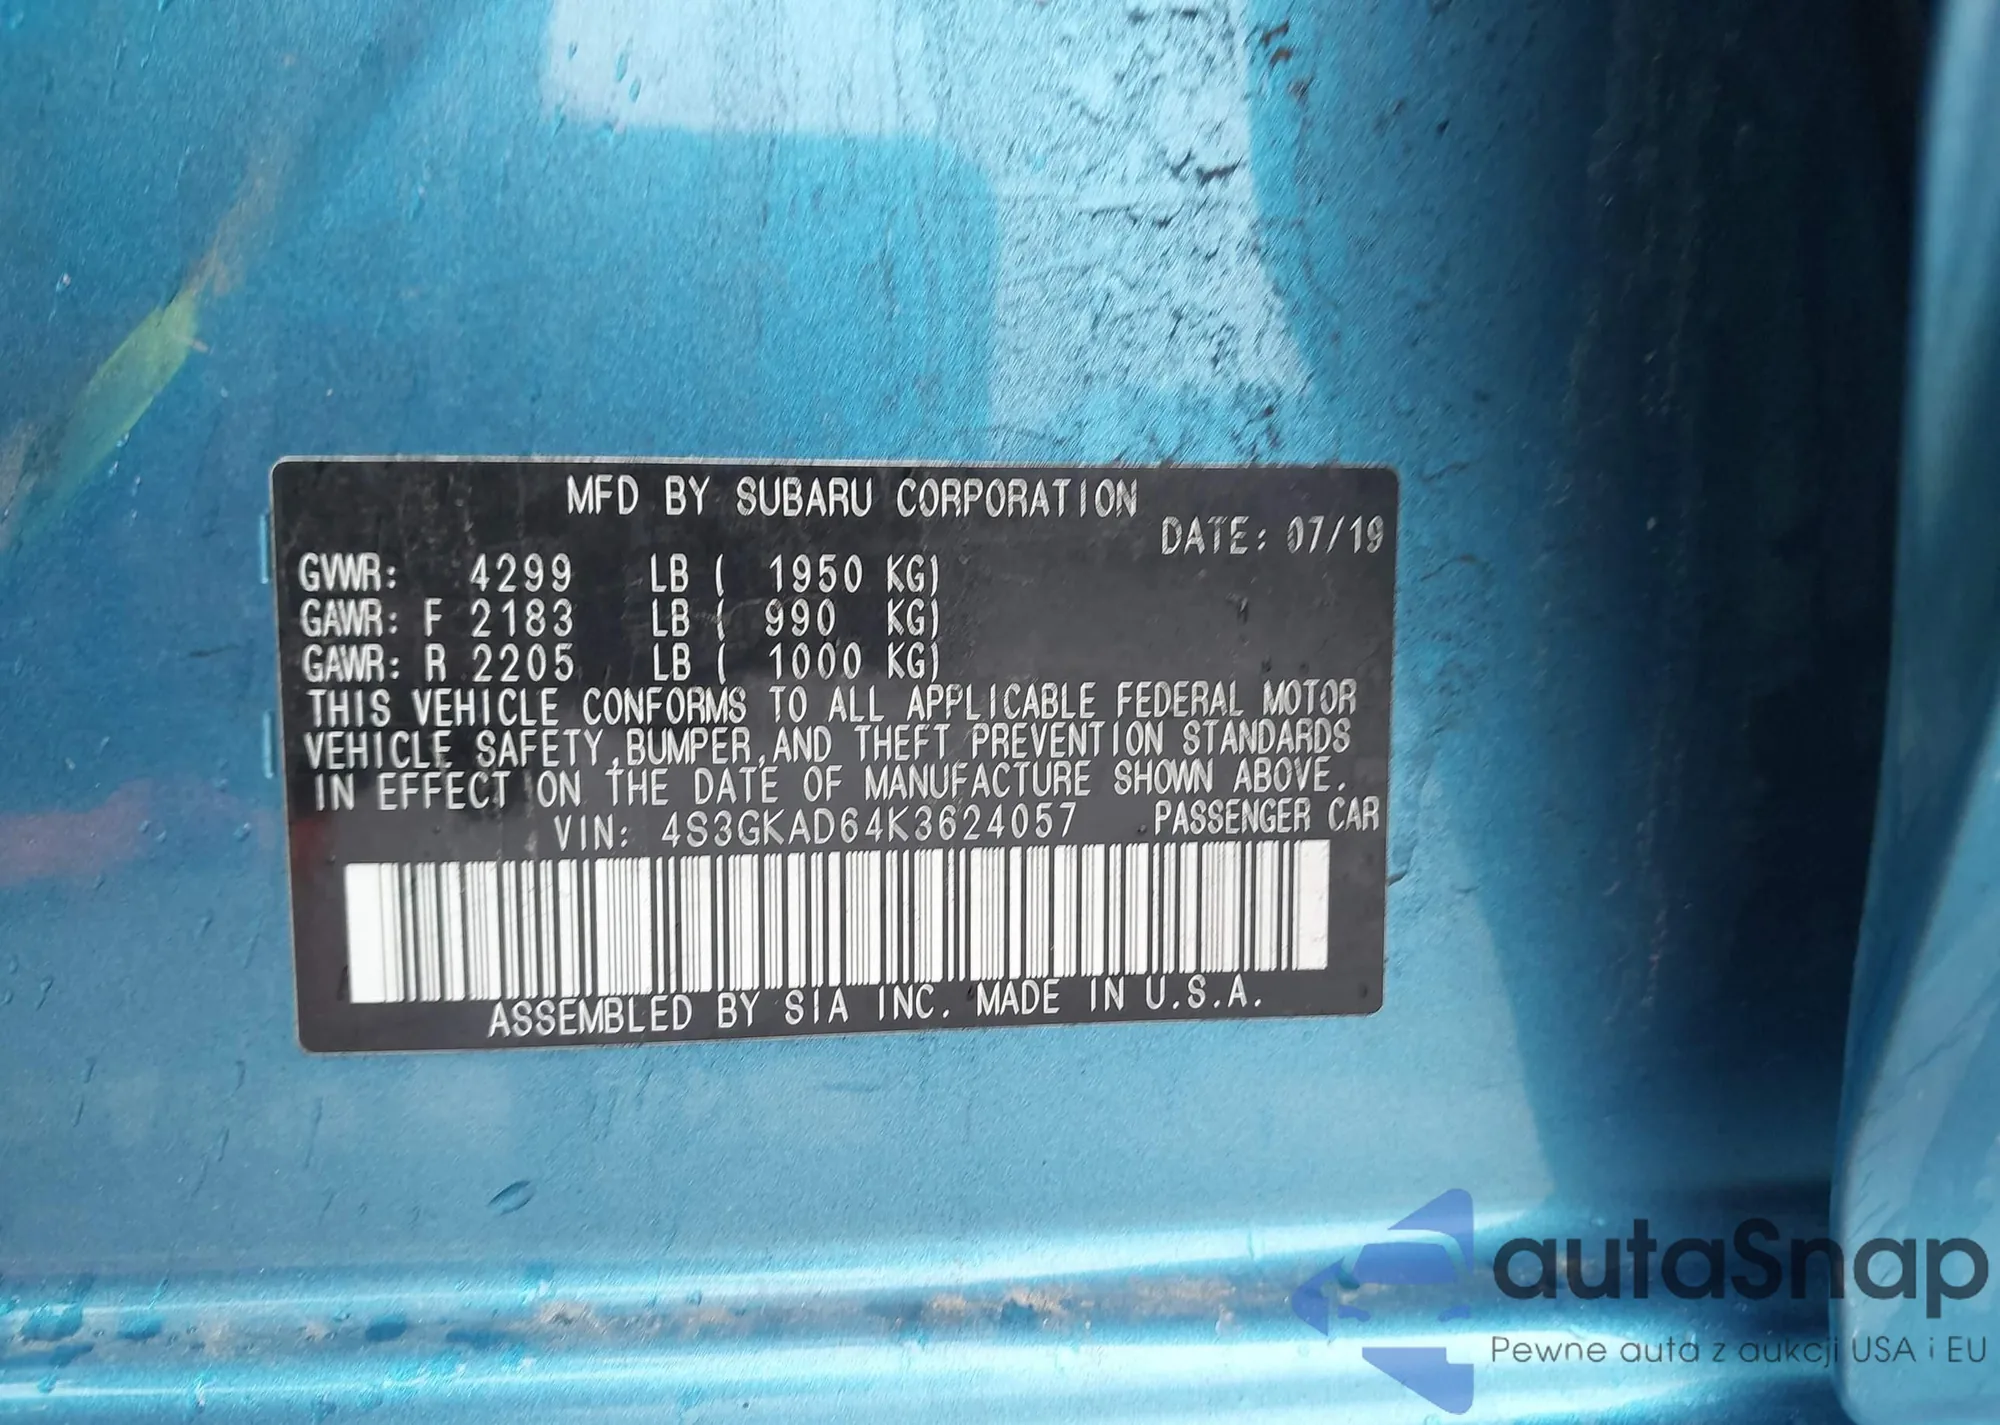 MFD BY SUBARU CORPORATION
DATE: 07/19
GVWR: 4299 LB ( 1950 KG)
GAWR: F 2183 LB ( 990 KG)
GAWR: R 2205 LB ( 1000 KG)
THIS VEHICLE CONFORMS TO ALL APPLICABLE FEDERAL MOTOR
VEHICLE SAFETY,BUMPER,AND THEFT PREVENTION STANDARDS
IN EFFECT ON THE DATE OF MANUFACTURE SHOWN ABOVE.
VIN: 4S3GKAD64K3624057 PASSENGER CAR
ASSEMBLED BY SIA INC. MADE IN U.S.A.
autaSnap
Pewne auta z aukcji USA i EU